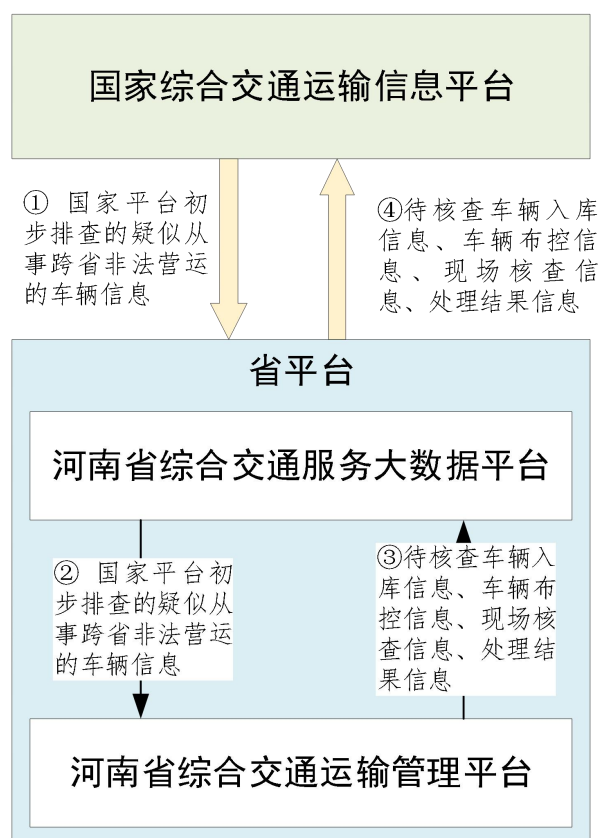 国家综合交通运输信息平台
① 国家平台初
步排查的疑似从
事跨省非法营运
的车辆信息
④待核查车辆入库
信息、车辆布控信
息、现场核查信
息、处理结果信息
省平台
河南省综合交通服务大数据平台
② 国家平台初
步排查的疑似从
事跨省非法营运
的车辆信息
③待核查车辆入
库信息、车辆布
控信息、现场核
查信息、处理结
果信息
河南省综合交通运输管理平台